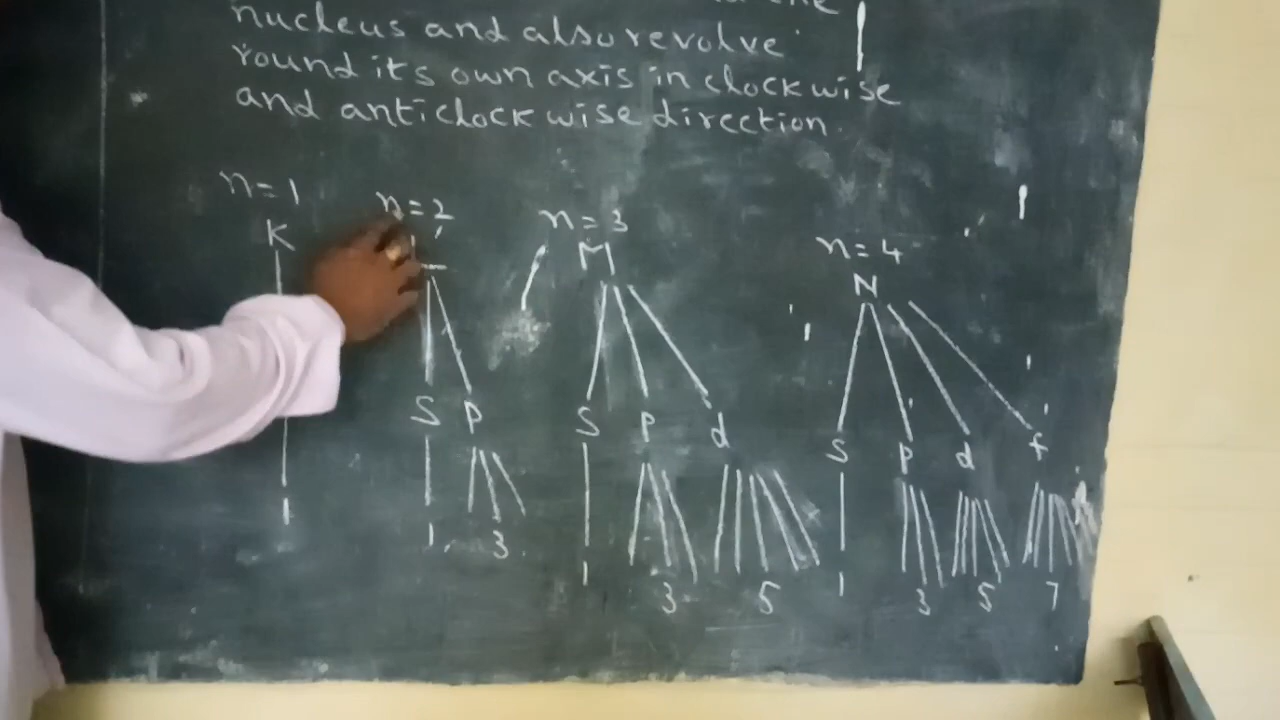 nucleus and also revolve
round its own axis in clockwise
and anticlockwise direction.
n=1 n=2 n=3 n=4
K M N
S P S P d S P d f
1 1 3 1 3 5 1 3 5 7